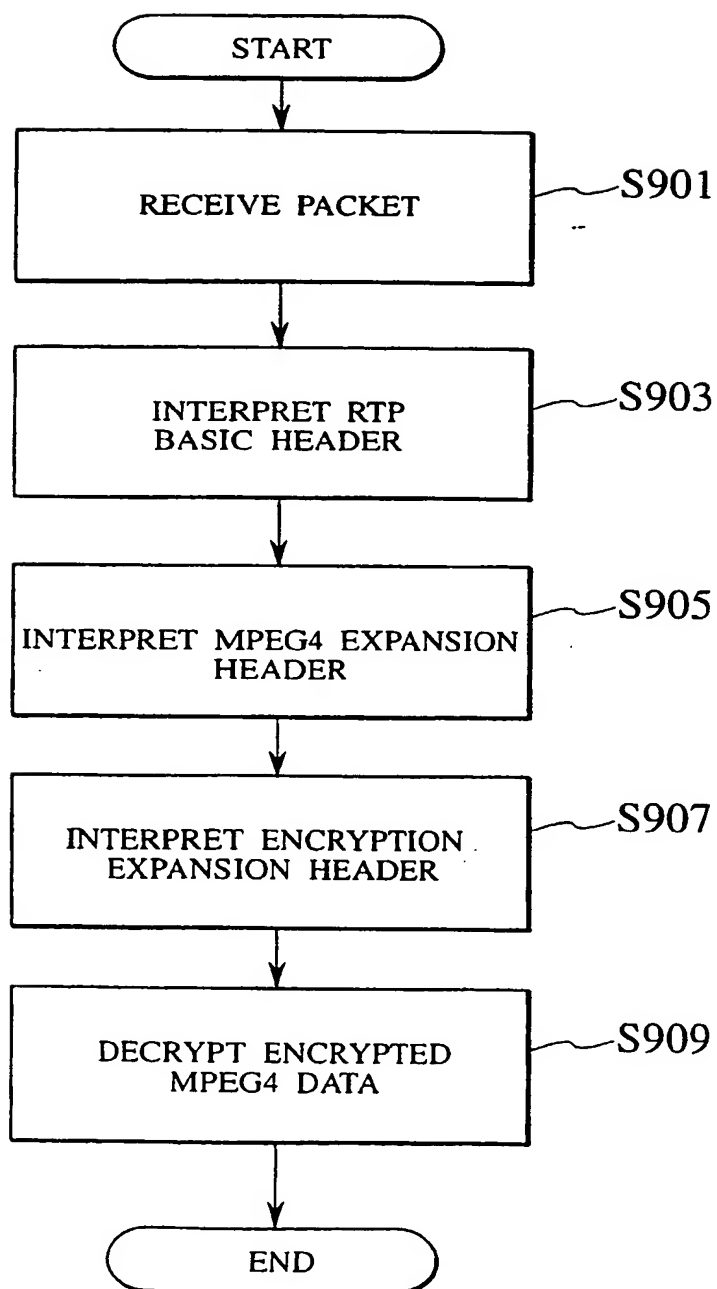 START
RECEIVE PACKET
S901
INTERPRET RTP
BASIC HEADER
S903
INTERPRET MPEG4 EXPANSION
HEADER
S905
INTERPRET ENCRYPTION
EXPANSION HEADER
S907
DECRYPT ENCRYPTED
MPEG4 DATA
S909
END